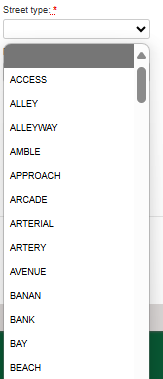 Street type: *
ACCESS
ALLEY
ALLEYWAY
AMBLE
APPROACH
ARCADE
ARTERIAL
ARTERY
AVENUE
BANAN
BANK
BAY
BEACH